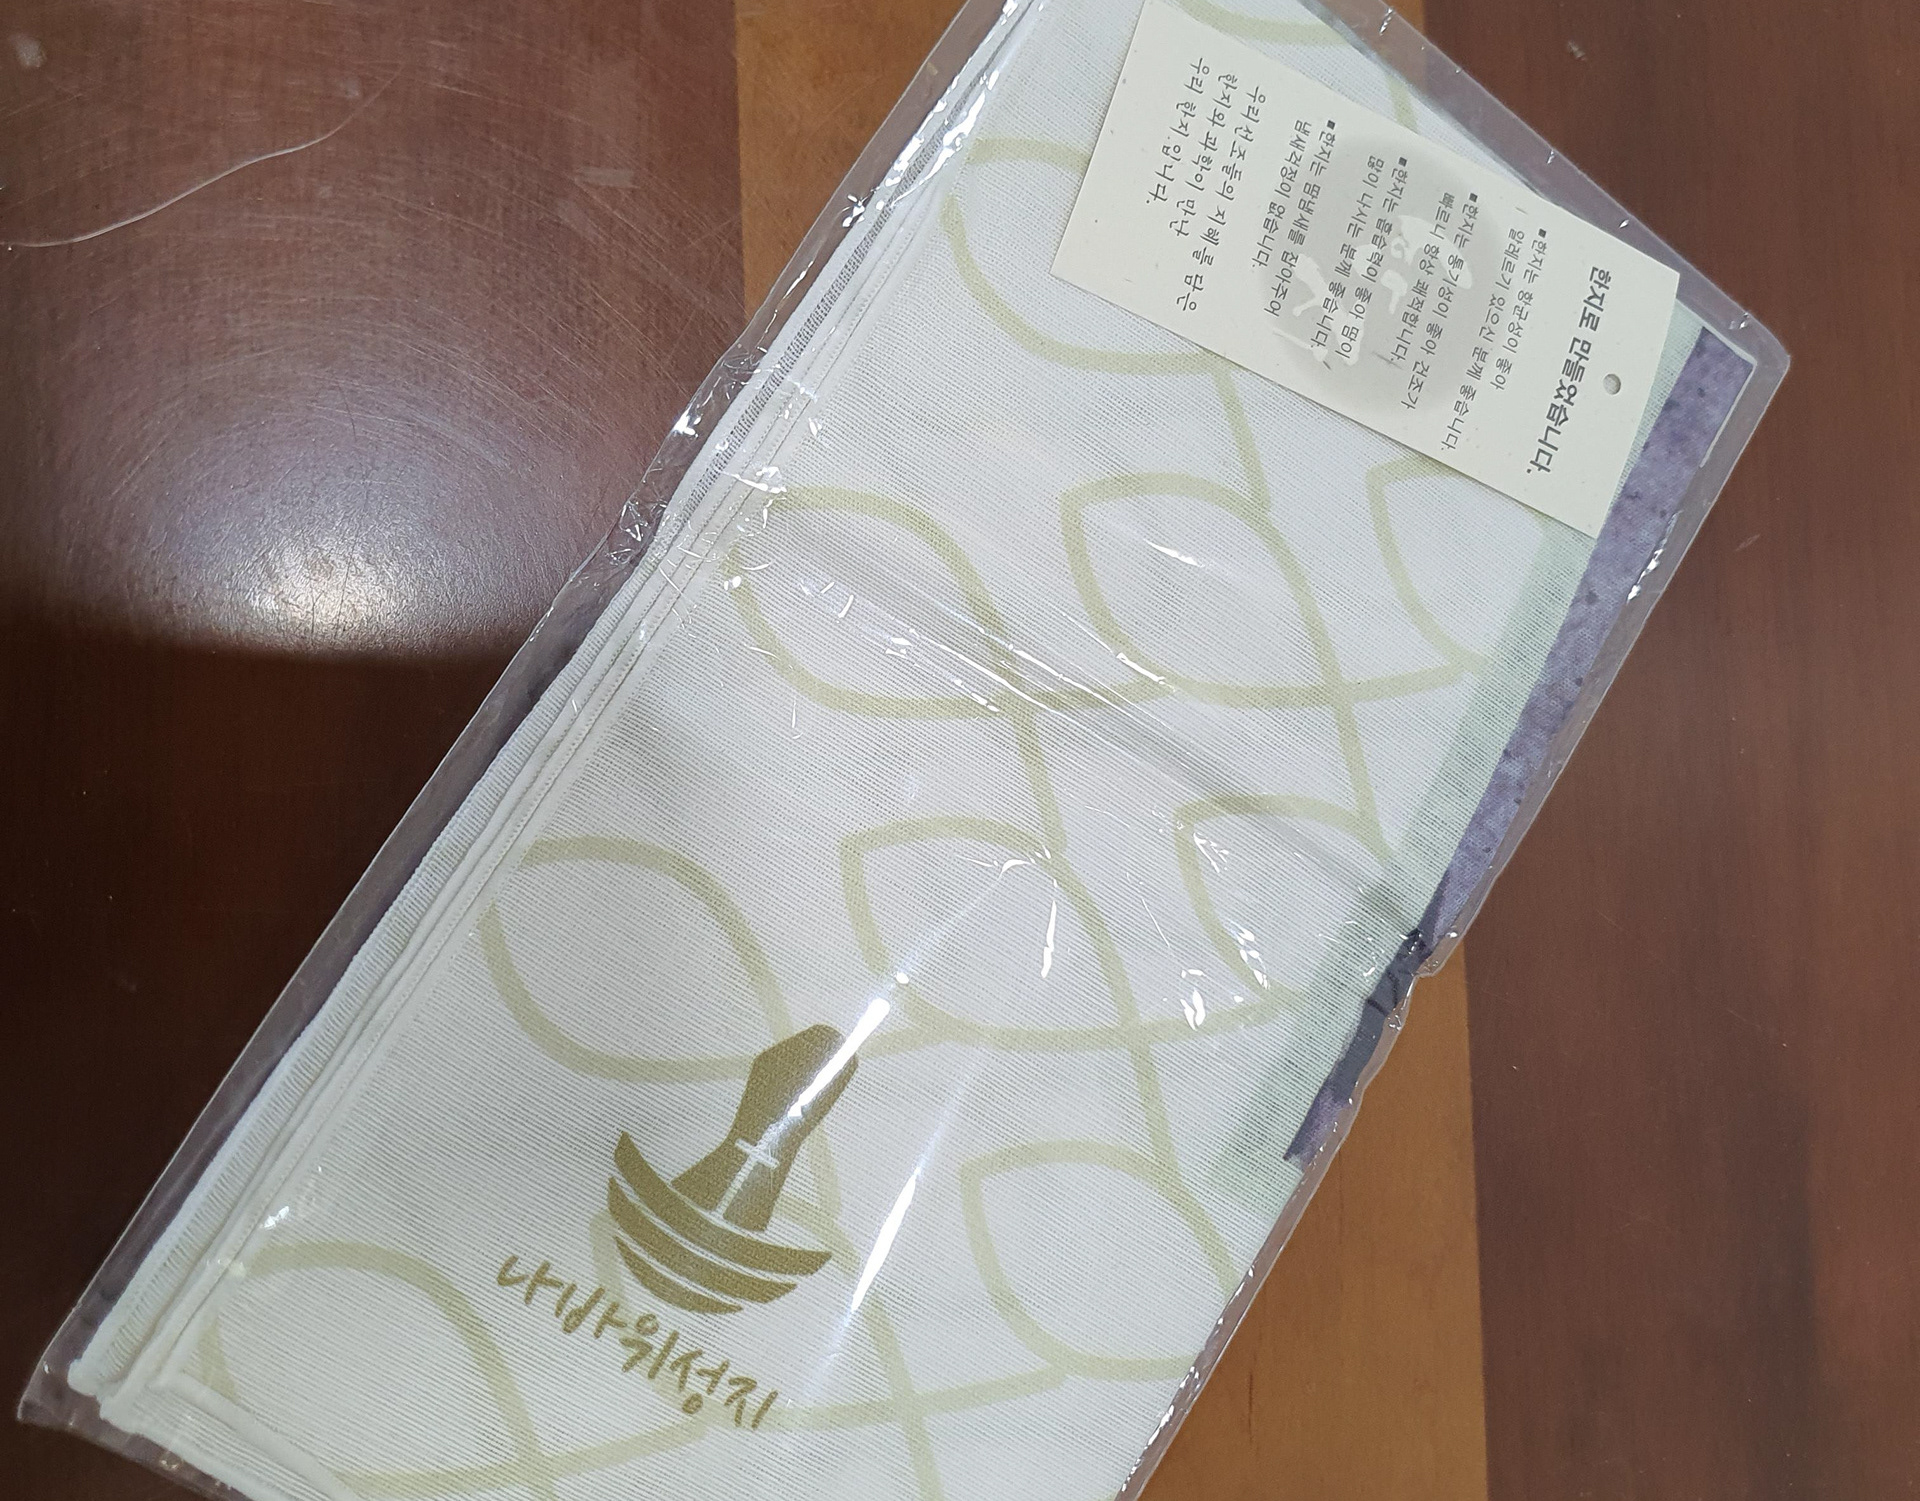 한지로 만들었습니다.
■한지는 항균성이 좋아
알레르기 있으신 분께 좋습니다.
■한지는 통기성이 좋아 건조가
빠르니 항상 쾌적합니다.
■한지는 흡습력이 좋아 땀이
많이 나시는 분께 좋습니다.
■한지는 땀냄새를 잡아주어
냄새걱정이 없습니다.
우리선조들의 지혜를 담은
한지와 과학이 만난
우리 한지입니다.
나바위성지